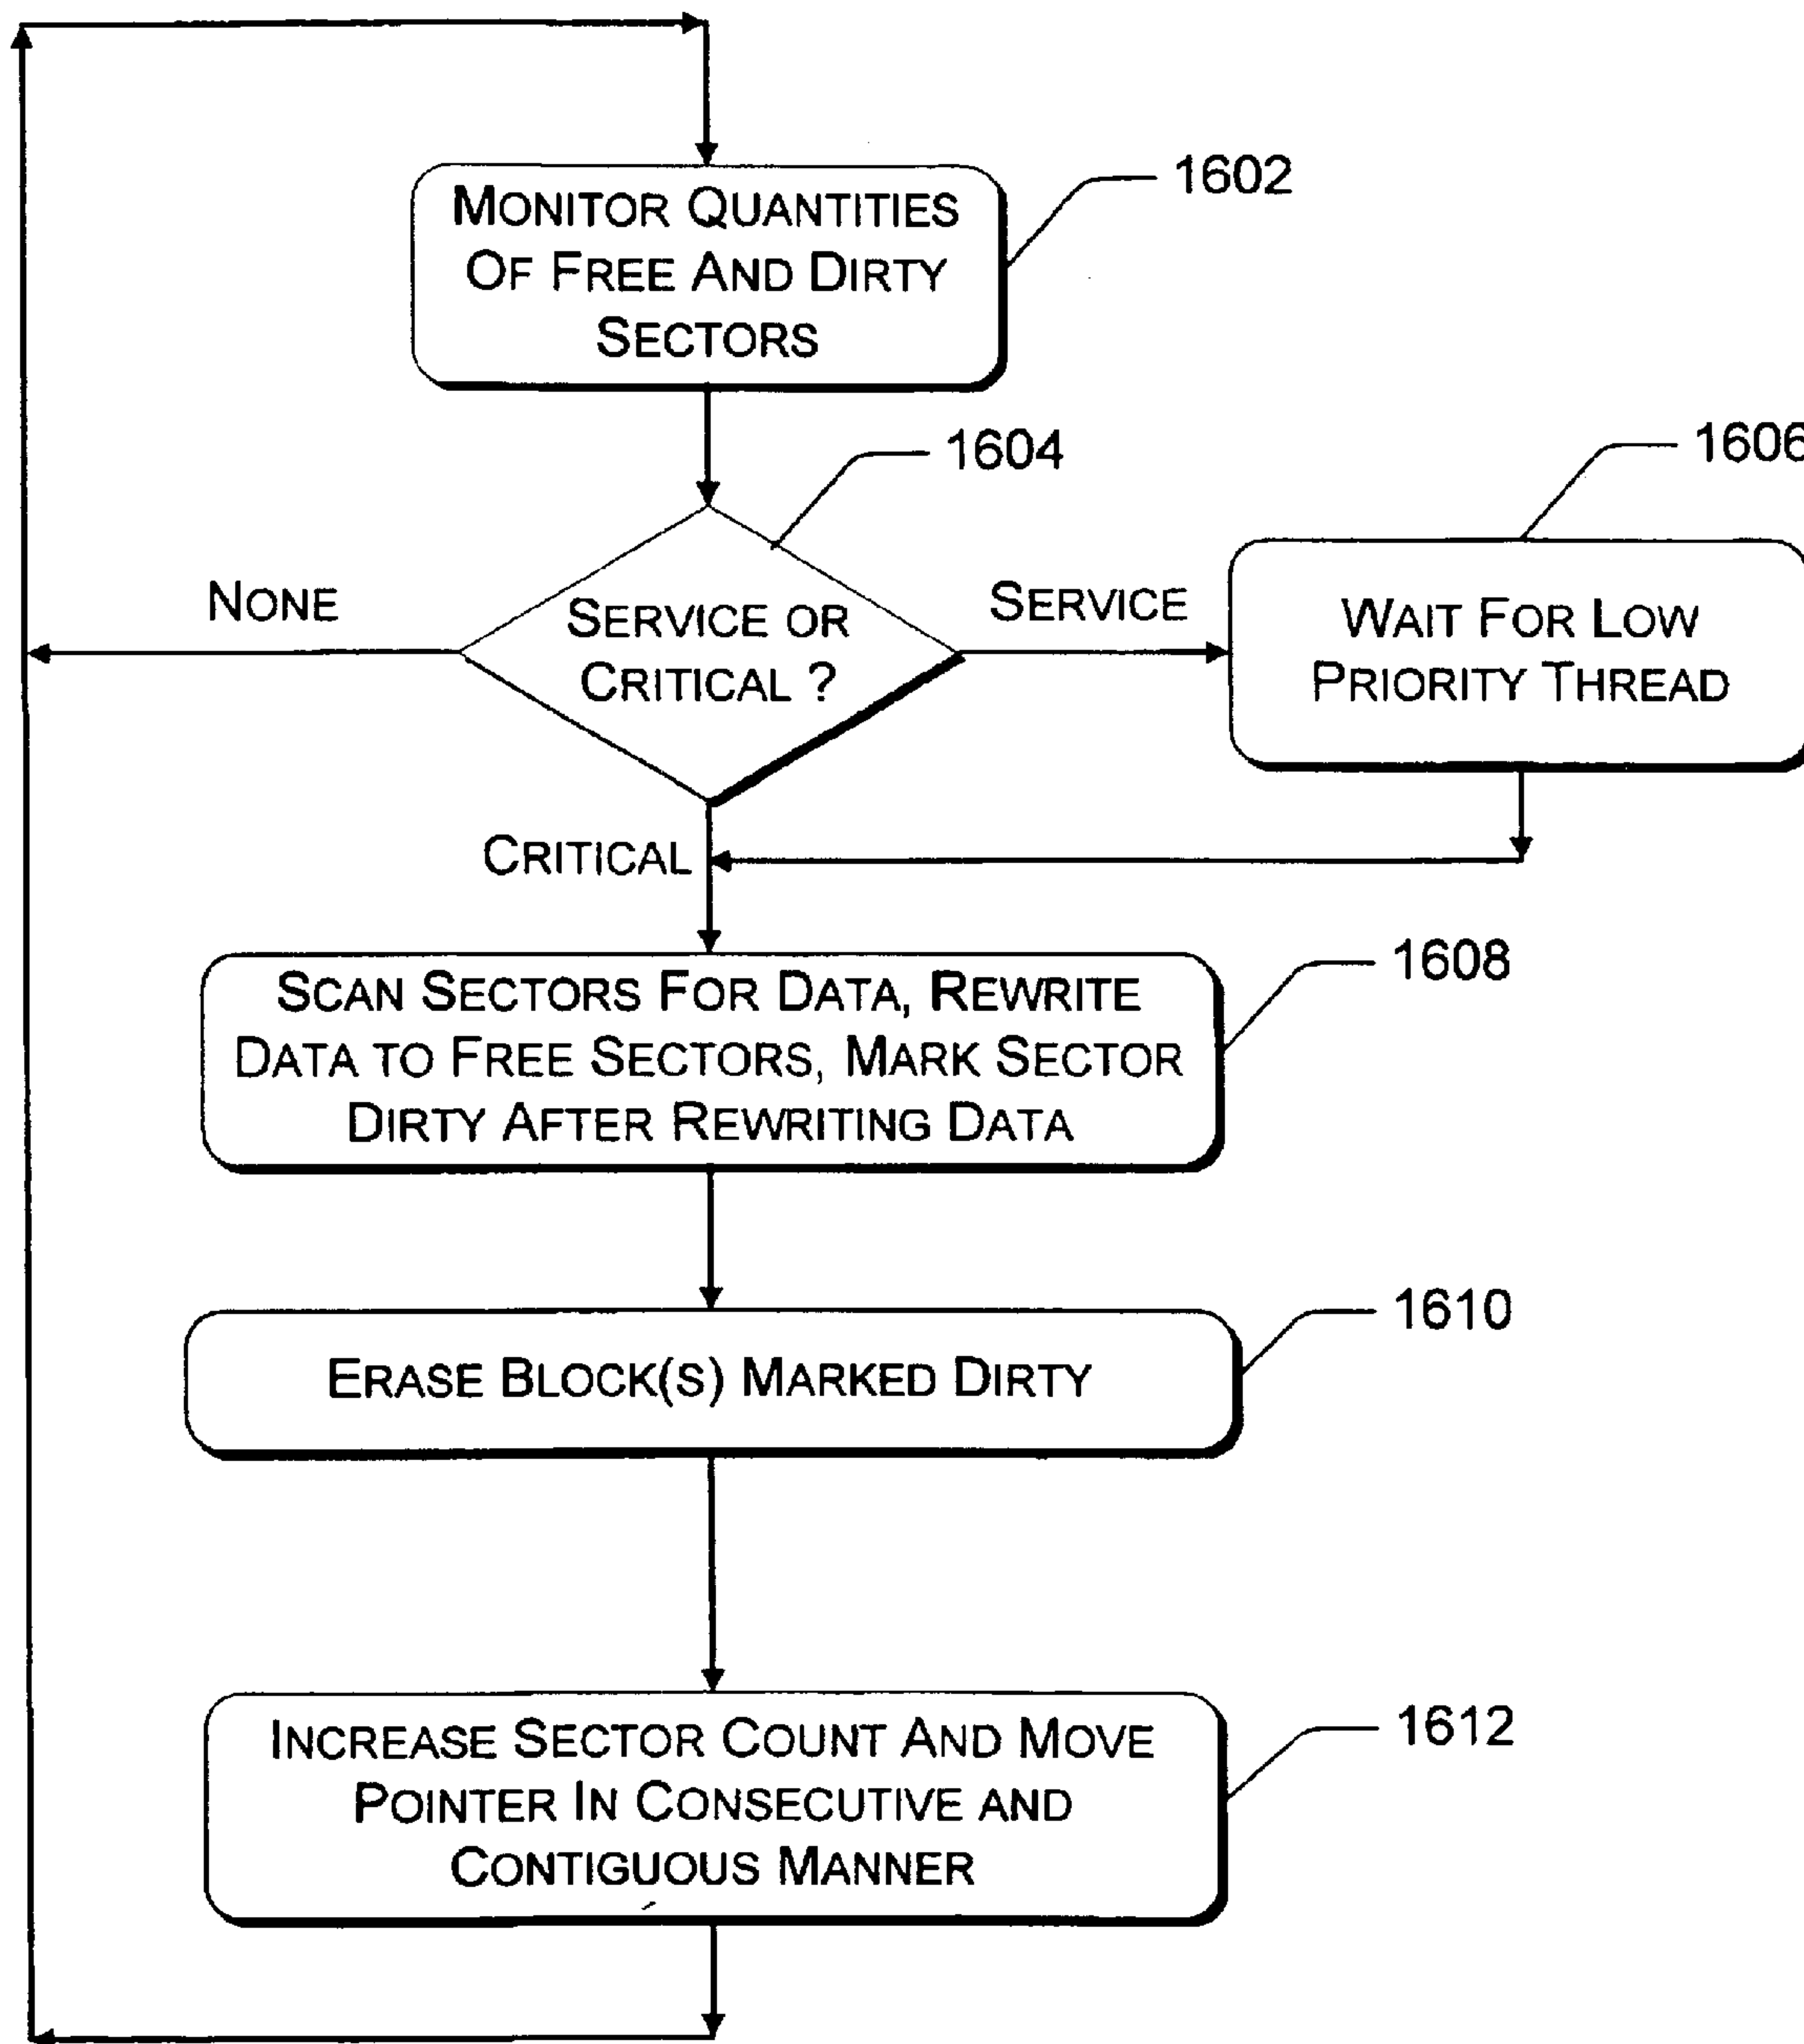 MONITOR QUANTITIES
OF FREE AND DIRTY
SECTORS
1602
1604
1606
NONE
SERVICE OR
CRITICAL ?
SERVICE
WAIT FOR LOW
PRIORITY THREAD
CRITICAL
SCAN SECTORS FOR DATA, REWRITE
DATA TO FREE SECTORS, MARK SECTOR
DIRTY AFTER REWRITING DATA
1608
ERASE BLOCK(S) MARKED DIRTY
1610
INCREASE SECTOR COUNT AND MOVE
POINTER IN CONSECUTIVE AND
CONTIGUOUS MANNER
1612